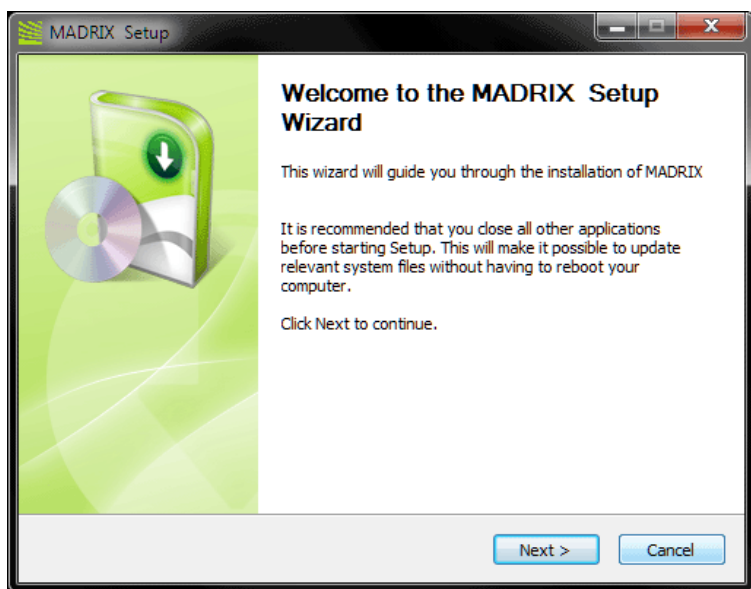 MADRIX Setup
Welcome to the MADRIX Setup
Wizard
This wizard will guide you through the installation of MADRIX
It is recommended that you close all other applications
before starting Setup. This will make it possible to update
relevant system files without having to reboot your
computer.
Click Next to continue.
Next >
Cancel